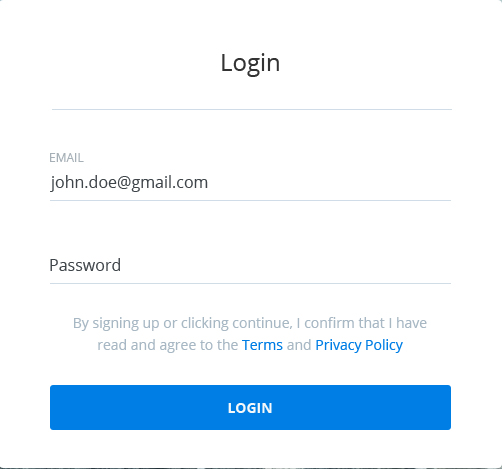 Login
EMAIL
john.doe@gmail.com
Password
By signing up or clicking continue, I confirm that I have
read and agree to the Terms and Privacy Policy
LOGIN